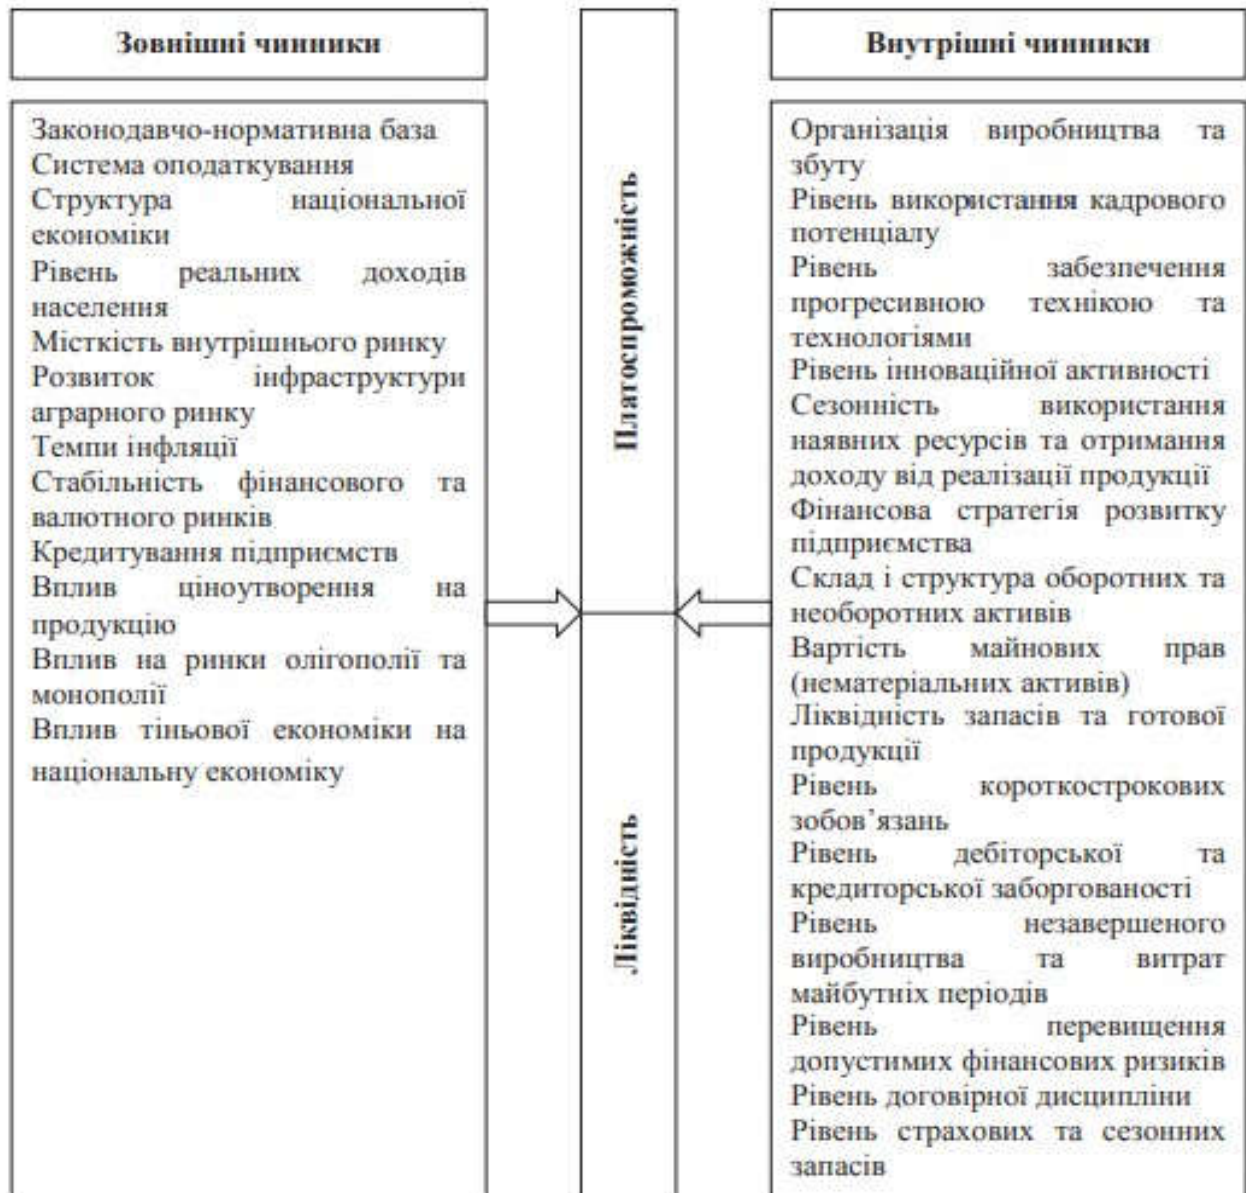 Зовнішні чинники
Законодавчо-нормативна база
Система оподаткування
Структура національної
економіки
Рівень реальних доходів
населення
Місткість внутрішнього ринку
Розвиток інфраструктури
аграрного ринку
Темпи інфляції
Стабільність фінансового та
валютного ринків
Кредитування підприємств
Вплив ціноутворення на
продукцію
Вплив на ринки олігополії та
монополії
Вплив тіньової економіки на
національну економіку
Платоспроможність
Ліквідність
Внутрішні чинники
Організація виробництва та
збуту
Рівень використання кадрового
потенціалу
Рівень забезпечення
прогресивною технікою та
технологіями
Рівень інноваційної активності
Сезонність використання
наявних ресурсів та отримання
доходу від реалізації продукції
Фінансова стратегія розвитку
підприємства
Склад і структура оборотних та
необоротних активів
Вартість майнових прав
(нематеріальних активів)
Ліквідність запасів та готової
продукції
Рівень короткострокових
зобов’язань
Рівень дебіторської та
кредиторської заборгованості
Рівень незавершеного
виробництва та витрат
майбутніх періодів
Рівень перевищення
допустимих фінансових ризиків
Рівень договірної дисципліни
Рівень страхових та сезонних
запасів